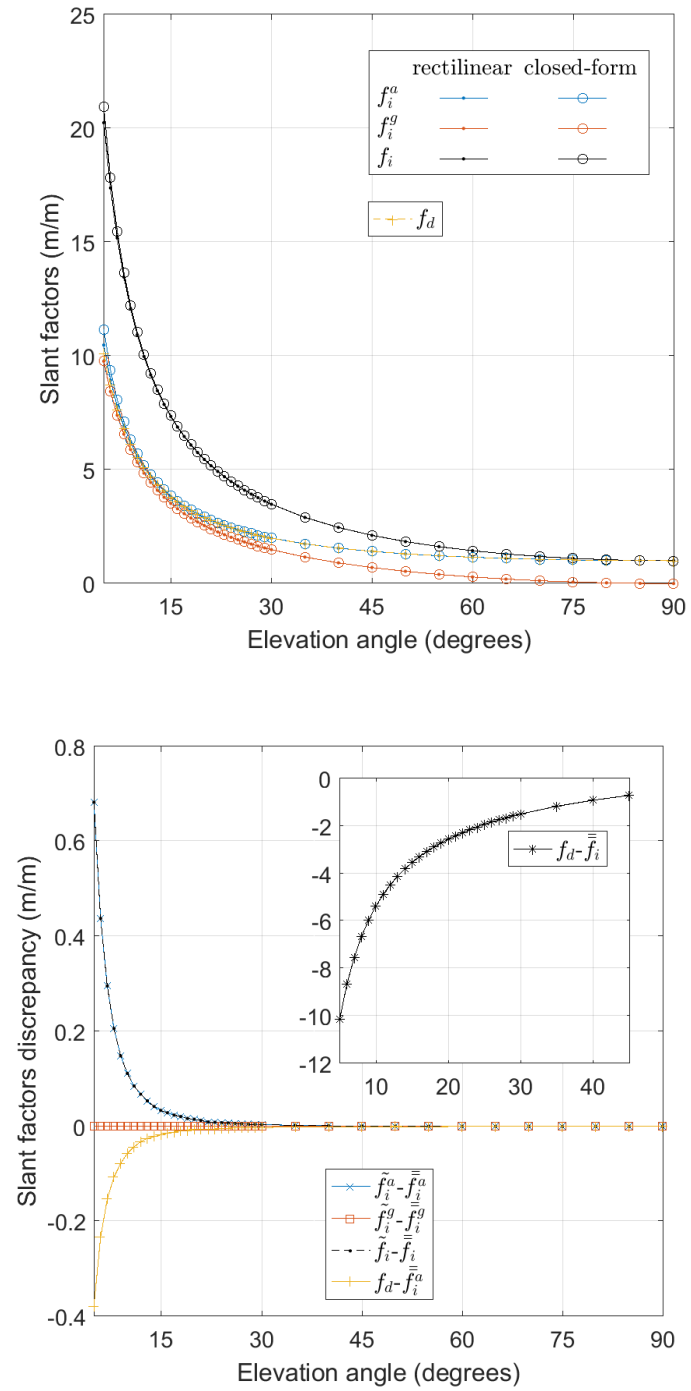 25
20
15
10
5
0
Slant factors (m/m)
rectilinear closed-form
f_i^a
f_i^g
f_i
f_d
15 30 45 60 75 90
Elevation angle (degrees)
0.8
0.6
0.4
0.2
0
-0.2
-0.4
Slant factors discrepancy (m/m)
0
-2
-4
-6
-8
-10
-12
f_d-f̿_i
10 20 30 40
f̃_i^a-f̿_i^a
f̃_i^g-f̿_i^g
f̃_i-f̿_i
f_d-f̿_i^a
15 30 45 60 75 90
Elevation angle (degrees)